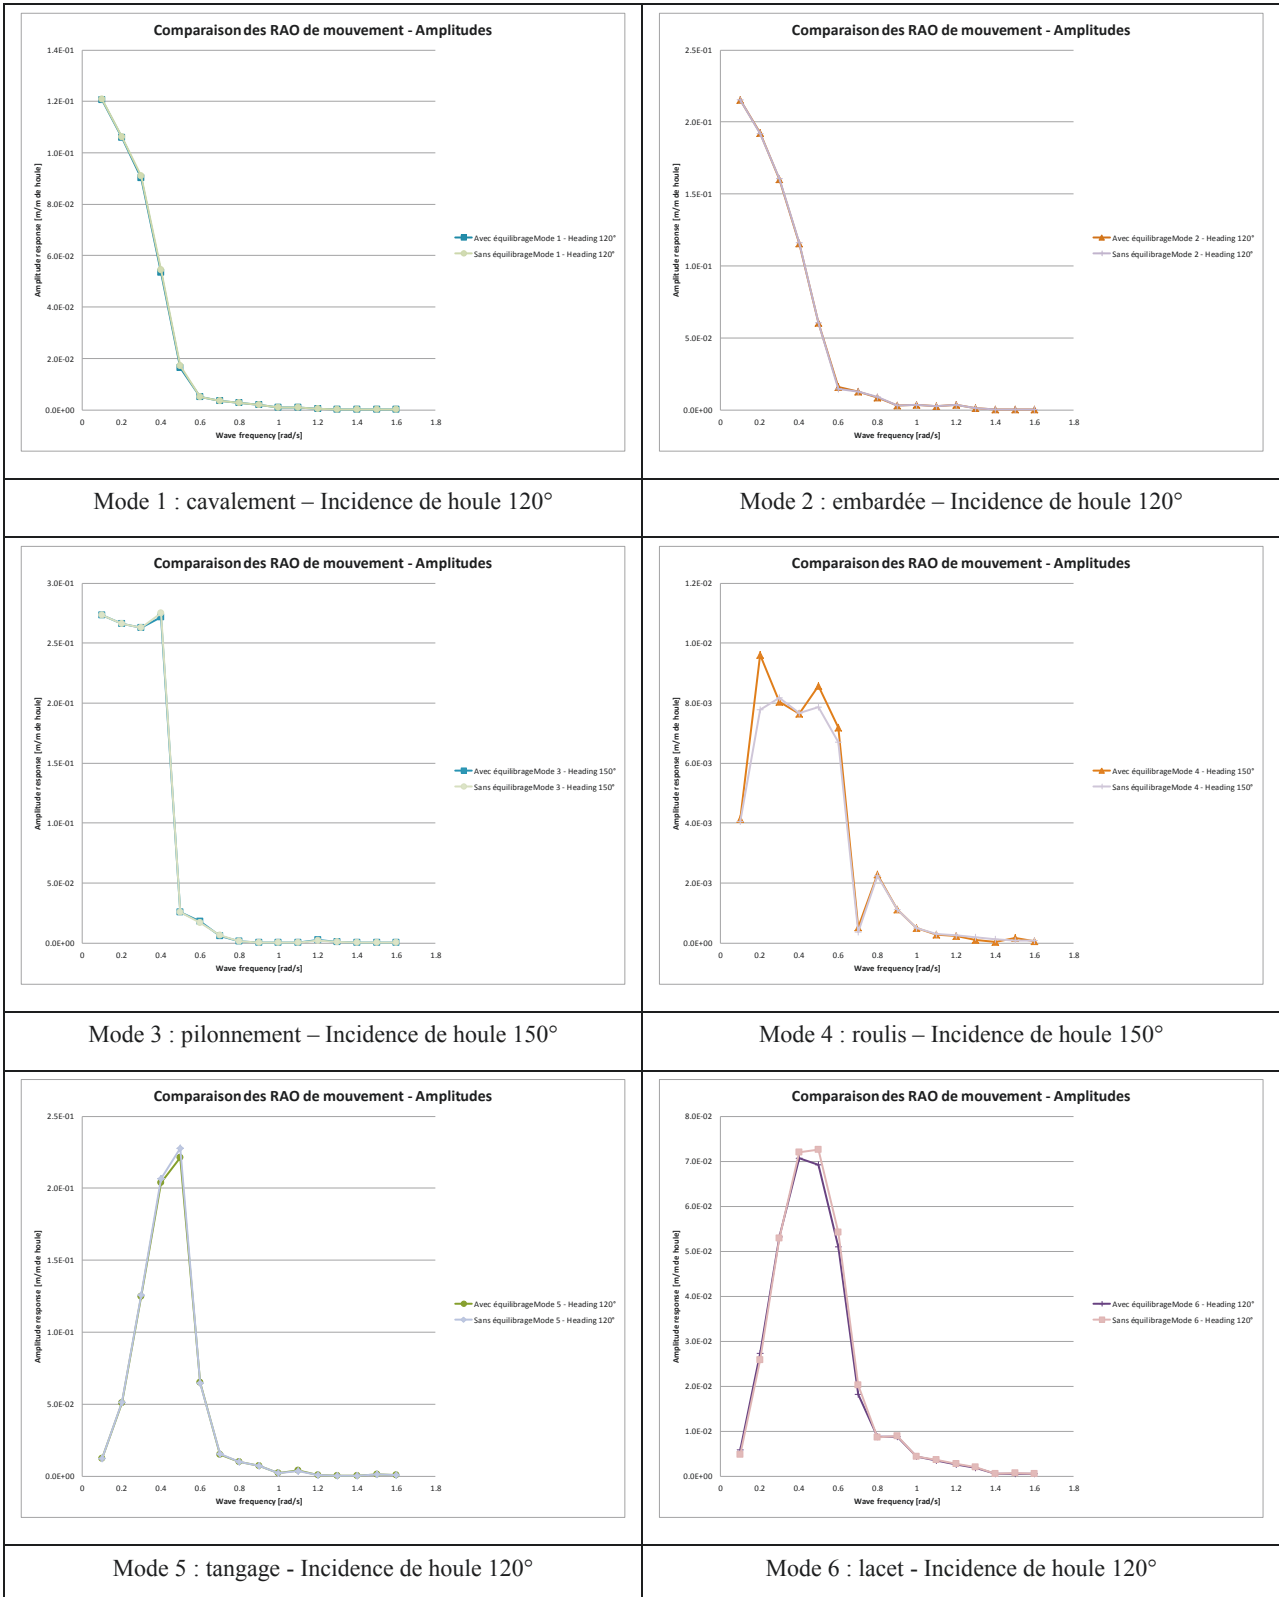 Comparaison des RAO de mouvement - Amplitudes
1.4E-01
1.2E-01
1.0E-01
8.0E-02
6.0E-02
4.0E-02
2.0E-02
0.0E+00
Amplitude response [m/m de houle]
0 0.2 0.4 0.6 0.8 1 1.2 1.4 1.6 1.8
Wave frequency [rad/s]
Avec équilibrageMode 1 - Heading 120°
Sans équilibrageMode 1 - Heading 120°
Comparaison des RAO de mouvement - Amplitudes
2.5E-01
2.0E-01
1.5E-01
1.0E-01
5.0E-02
0.0E+00
Amplitude response [m/m de houle]
0 0.2 0.4 0.6 0.8 1 1.2 1.4 1.6 1.8
Wave frequency [rad/s]
Avec équilibrageMode 2 - Heading 120°
Sans équilibrageMode 2 - Heading 120°
Mode 1 : cavalement – Incidence de houle 120°
Mode 2 : embardée – Incidence de houle 120°
Comparaison des RAO de mouvement - Amplitudes
3.0E-01
2.5E-01
2.0E-01
1.5E-01
1.0E-01
5.0E-02
0.0E+00
Amplitude response [m/m de houle]
0 0.2 0.4 0.6 0.8 1 1.2 1.4 1.6 1.8
Wave frequency [rad/s]
Avec équilibrageMode 3 - Heading 150°
Sans équilibrageMode 3 - Heading 150°
Comparaison des RAO de mouvement - Amplitudes
1.2E-02
1.0E-02
8.0E-03
6.0E-03
4.0E-03
2.0E-03
0.0E+00
Amplitude response [m/m de houle]
0 0.2 0.4 0.6 0.8 1 1.2 1.4 1.6 1.8
Wave frequency [rad/s]
Avec équilibrageMode 4 - Heading 150°
Sans équilibrageMode 4 - Heading 150°
Mode 3 : pilonnement – Incidence de houle 150°
Mode 4 : roulis – Incidence de houle 150°
Comparaison des RAO de mouvement - Amplitudes
2.5E-01
2.0E-01
1.5E-01
1.0E-01
5.0E-02
0.0E+00
Amplitude response [m/m de houle]
0 0.2 0.4 0.6 0.8 1 1.2 1.4 1.6 1.8
Wave frequency [rad/s]
Avec équilibrageMode 5 - Heading 120°
Sans équilibrageMode 5 - Heading 120°
Comparaison des RAO de mouvement - Amplitudes
8.0E-02
7.0E-02
6.0E-02
5.0E-02
4.0E-02
3.0E-02
2.0E-02
1.0E-02
0.0E+00
Amplitude response [m/m de houle]
0 0.2 0.4 0.6 0.8 1 1.2 1.4 1.6 1.8
Wave frequency [rad/s]
Avec équilibrageMode 6 - Heading 120°
Sans équilibrageMode 6 - Heading 120°
Mode 5 : tangage - Incidence de houle 120°
Mode 6 : lacet - Incidence de houle 120°